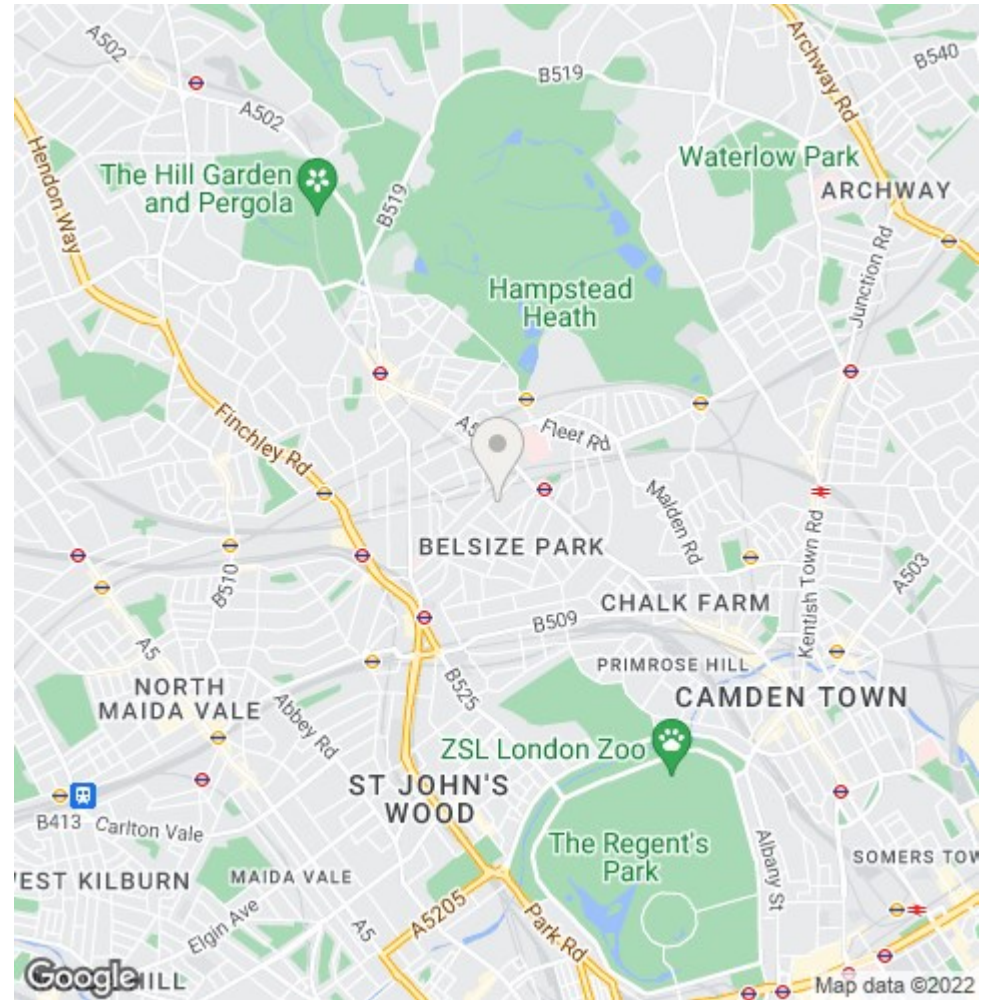 A502
B519
B540
Archway Rd
A502
Hendon Way
The Hill Garden
and Pergola
B519
Waterlow Park
ARCHWAY
Junction Rd
Hampstead
Heath
Finchley Rd
Fleet Rd
Malden Rd
BELSIZE PARK
B510
Kentish Town Rd
A503
CHALK FARM
B509
A5
PRIMROSE HILL
NORTH
MAIDA VALE
B525
CAMDEN TOWN
Abbey Rd
ZSL London Zoo
ST JOHN'S
WOOD
B413
Carlton Vale
The Regent's
Park
Albany St
SOMERS TOW
EST KILBURN
MAIDA VALE
Elgin Ave
A5
A5205
Park Rd
Google
HILL
Map data ©2022